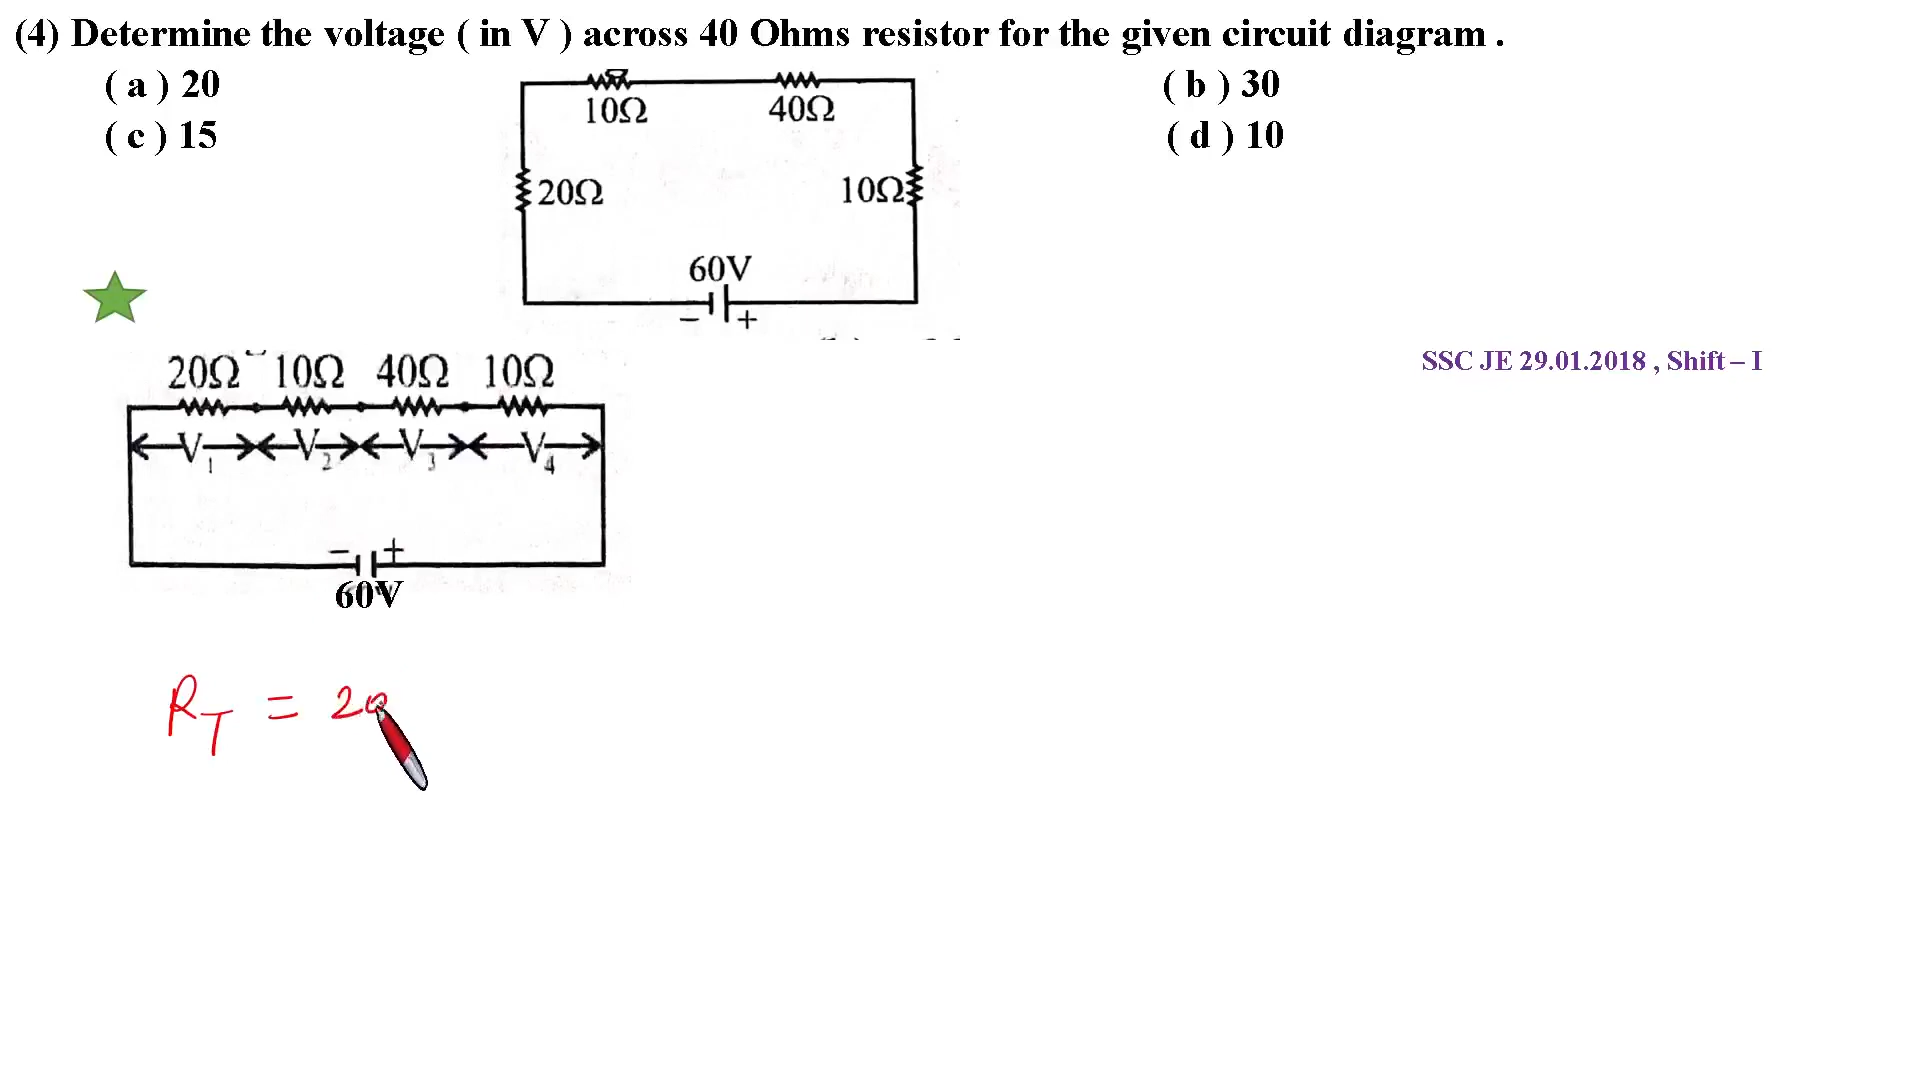 (4) Determine the voltage ( in V ) across 40 Ohms resistor for the given circuit diagram .
( a ) 20
( b ) 30
( c ) 15
( d ) 10
10Ω
40Ω
20Ω
10Ω
60V
− +
SSC JE 29.01.2018 , Shift – I
20Ω 10Ω 40Ω 10Ω
V1 V2 V3 V4
− +
60V
RT = 20